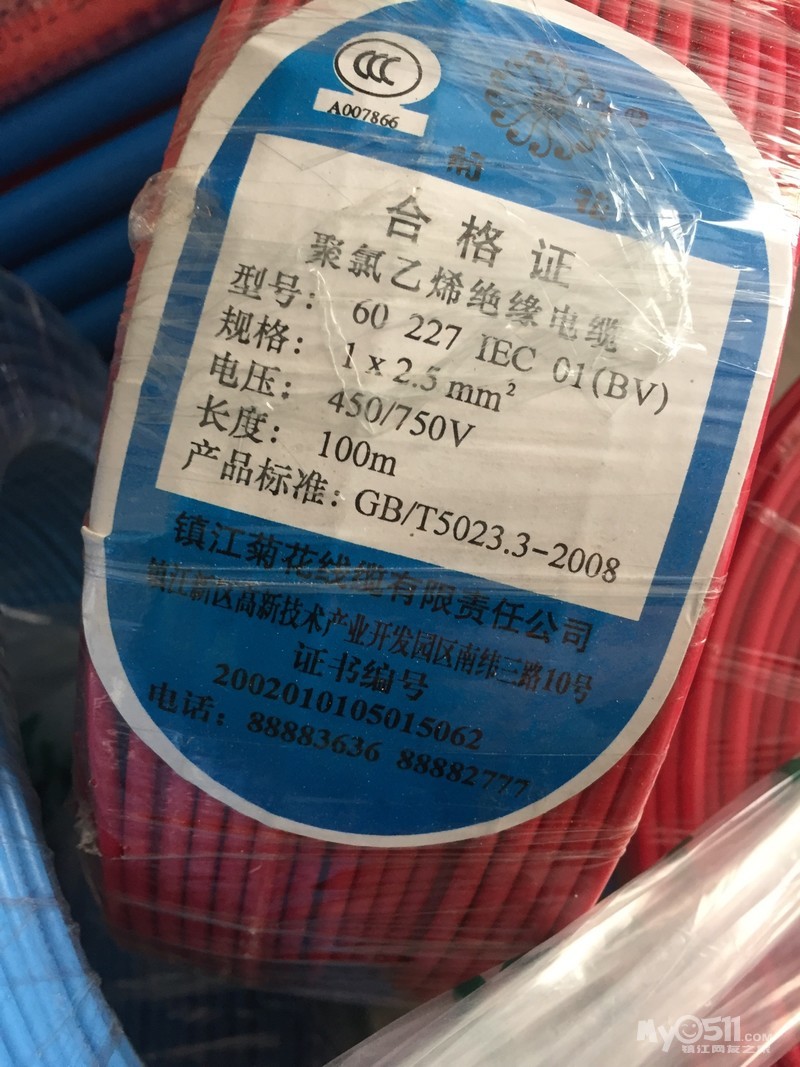 CCC
A007866
菊 花
合格证
聚氯乙烯绝缘电缆
型号： 60 227 IEC 01(BV)
规格： 1 x 2.5 mm²
电压： 450/750V
长度： 100m
产品标准： GB/T5023.3-2008
镇江菊花线缆有限责任公司
镇江新区高新技术产业开发园区南纬三路10号
证书编号
2002010105015062
电话： 88883636 88882777
My0511.COM
镇江网友之家